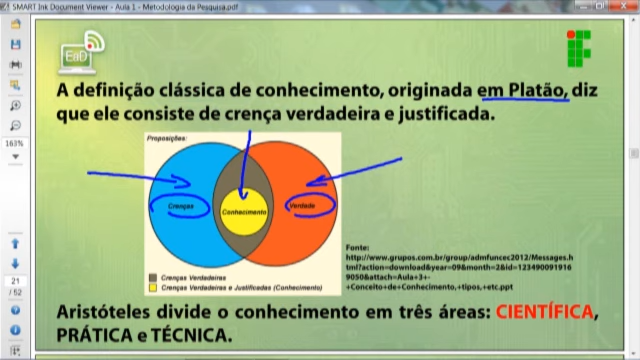 SMART Ink Document Viewer - Aula 1 - Metodologia da Pesquisa.pdf
EnD
A definição clássica de conhecimento, originada em Platão, diz
que ele consiste de crença verdadeira e justificada.
Proposições:
Crenças
Conhecimento
Verdade
Crenças Verdadeiras
Crenças Verdadeiras e Justificadas (Conhecimento)
Fonte:
http://www.grupos.com.br/group/admfuncec2012/Messages.h
tml?action=download&year=09&month=2&id=123490091916
9050&attach=Aula+3+-
+Conceito+de+Conhecimento,+tipos,+etc.ppt
Aristóteles divide o conhecimento em três áreas: CIENTÍFICA,
PRÁTICA e TÉCNICA.
163%
21
/ 52